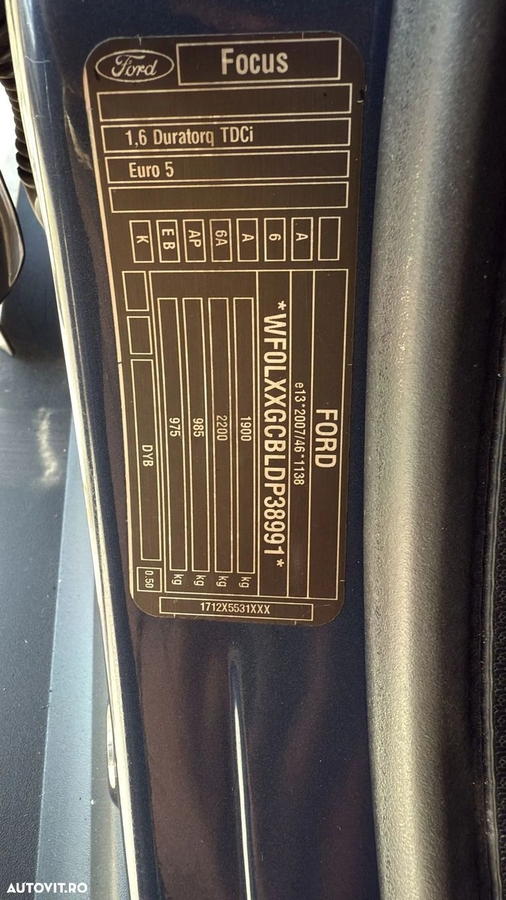 Ford
Focus
1,6 Duratorq TDCi
Euro 5
K EB AP 6A A 6 A
FORD
e13*2007/46*1138
*WF0LXXGCBLDP38991*
1900 kg
2200 kg
985 kg
975 kg
DYB 0.50
1712X5531XXX
AUTOVIT.RO